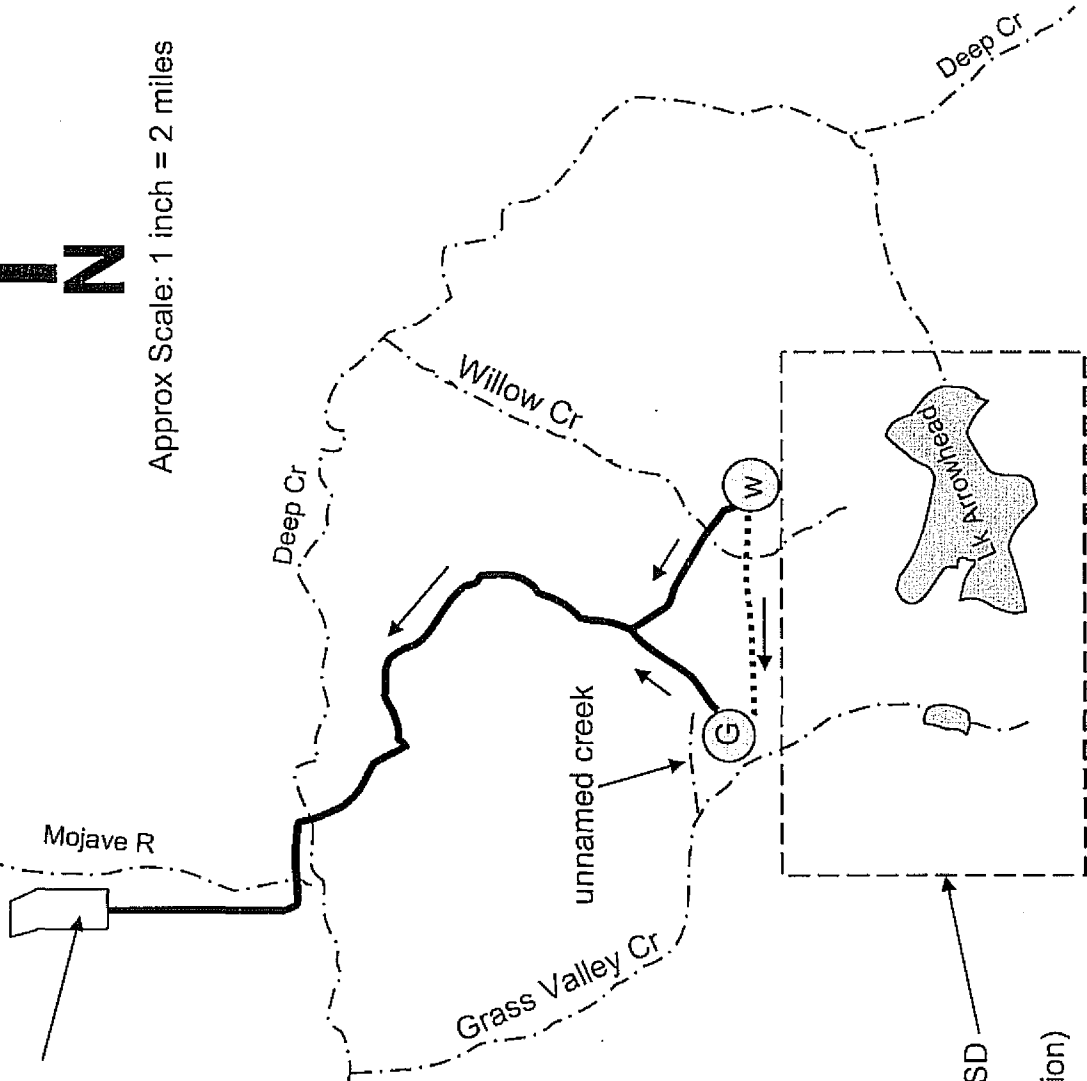 N
Approx Scale: 1 inch = 2 miles
Deep Cr
Willow Cr
Deep Cr
Mojave R
unnamed creek
G
W
Lk Arrowhead
Grass Valley Cr
SD
ion)